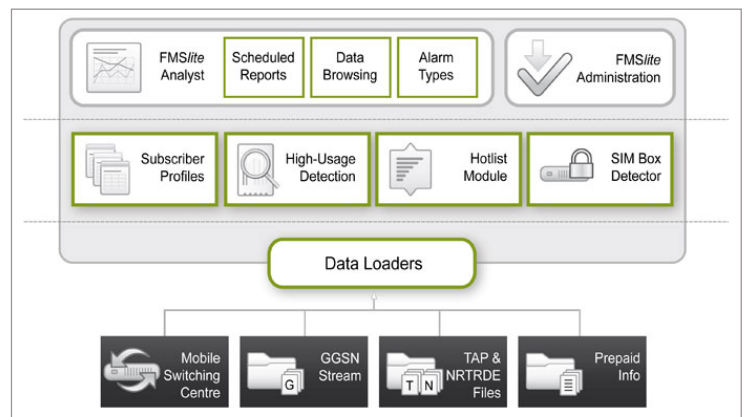 FMSlite
Analyst
Scheduled
Reports
Data
Browsing
Alarm
Types
FMSlite
Administration
Subscriber
Profiles
High-Usage
Detection
Hotlist
Module
SIM Box
Detector
Data Loaders
Mobile
Switching
Centre
G
GGSN
Stream
T N
TAP &
NRTRDE
Files
Prepaid
Info